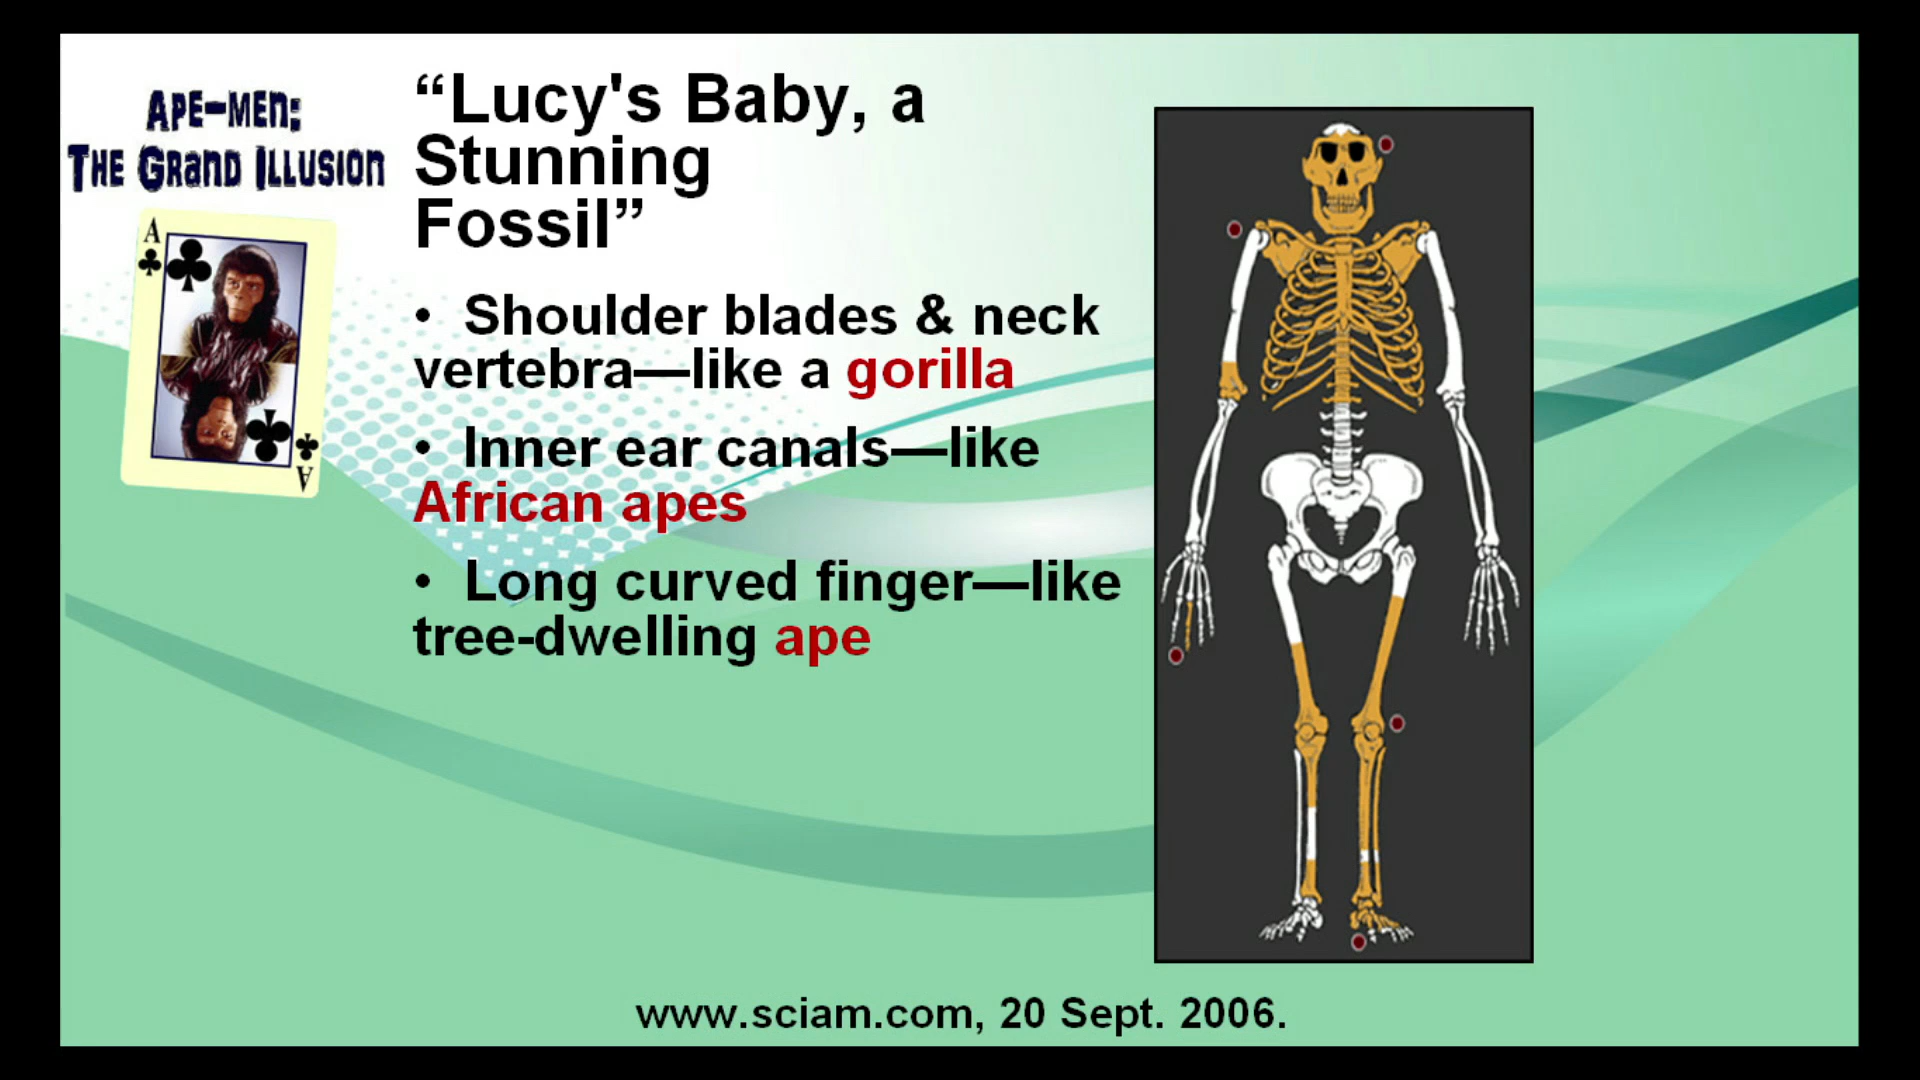 APE-MEN:
THE GRAND ILLUSION
A
♣
A
“Lucy's Baby, a
Stunning
Fossil”
• Shoulder blades & neck
vertebra—like a gorilla
• Inner ear canals—like
African apes
• Long curved finger—like
tree-dwelling ape
www.sciam.com, 20 Sept. 2006.